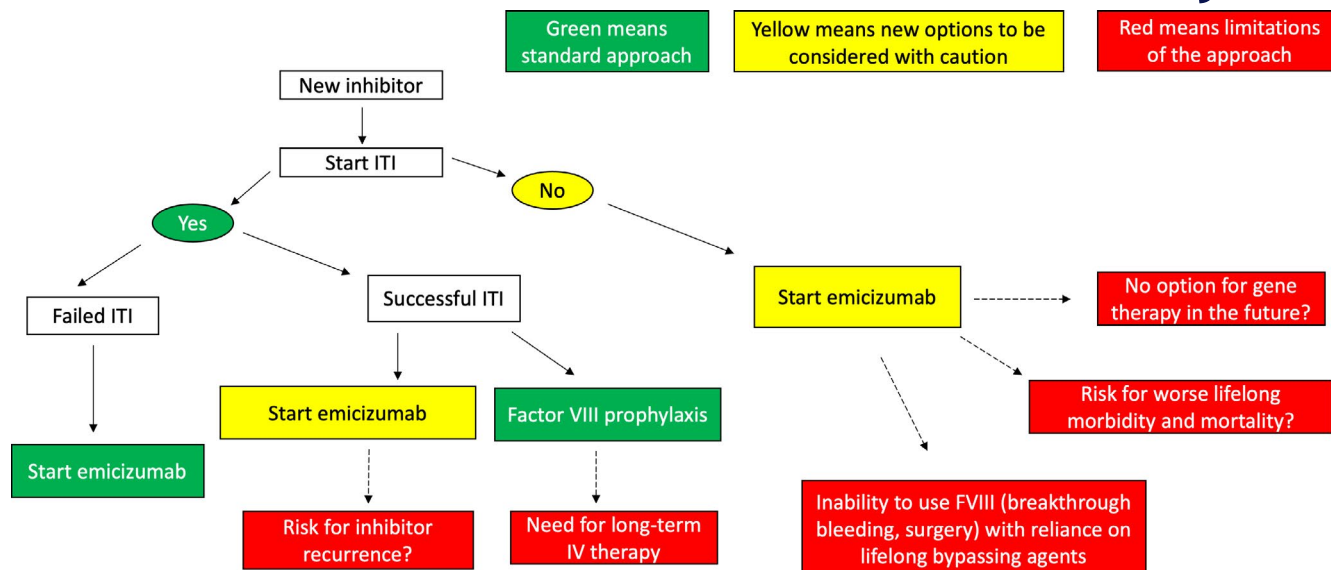 Green means
standard approach
Yellow means new options to be
considered with caution
Red means limitations
of the approach
New inhibitor
Start ITI
No
Yes
Failed ITI
Successful ITI
Start emicizumab
No option for gene
therapy in the future?
Start emicizumab
Factor VIII prophylaxis
Risk for worse lifelong
morbidity and mortality?
Start emicizumab
Risk for inhibitor
recurrence?
Need for long-term
IV therapy
Inability to use FVIII (breakthrough
bleeding, surgery) with reliance on
lifelong bypassing agents